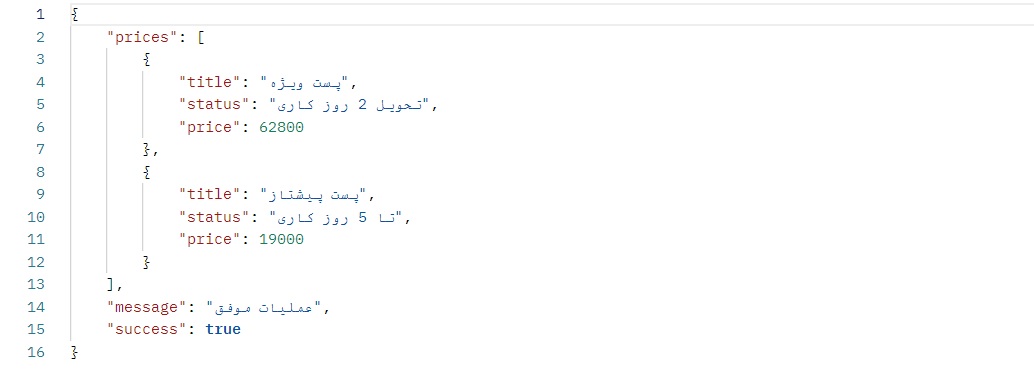 1 {
2 "prices": [
3 {
4 "title": "پست ویژه",
5 "status": "تحویل 2 روز کاری",
6 "price": 62800
7 },
8 {
9 "title": "پست پیشتاز",
10 "status": "تا 5 روز کاری",
11 "price": 19000
12 }
13 ],
14 "message": "عملیات موفق",
15 "success": true
16 }